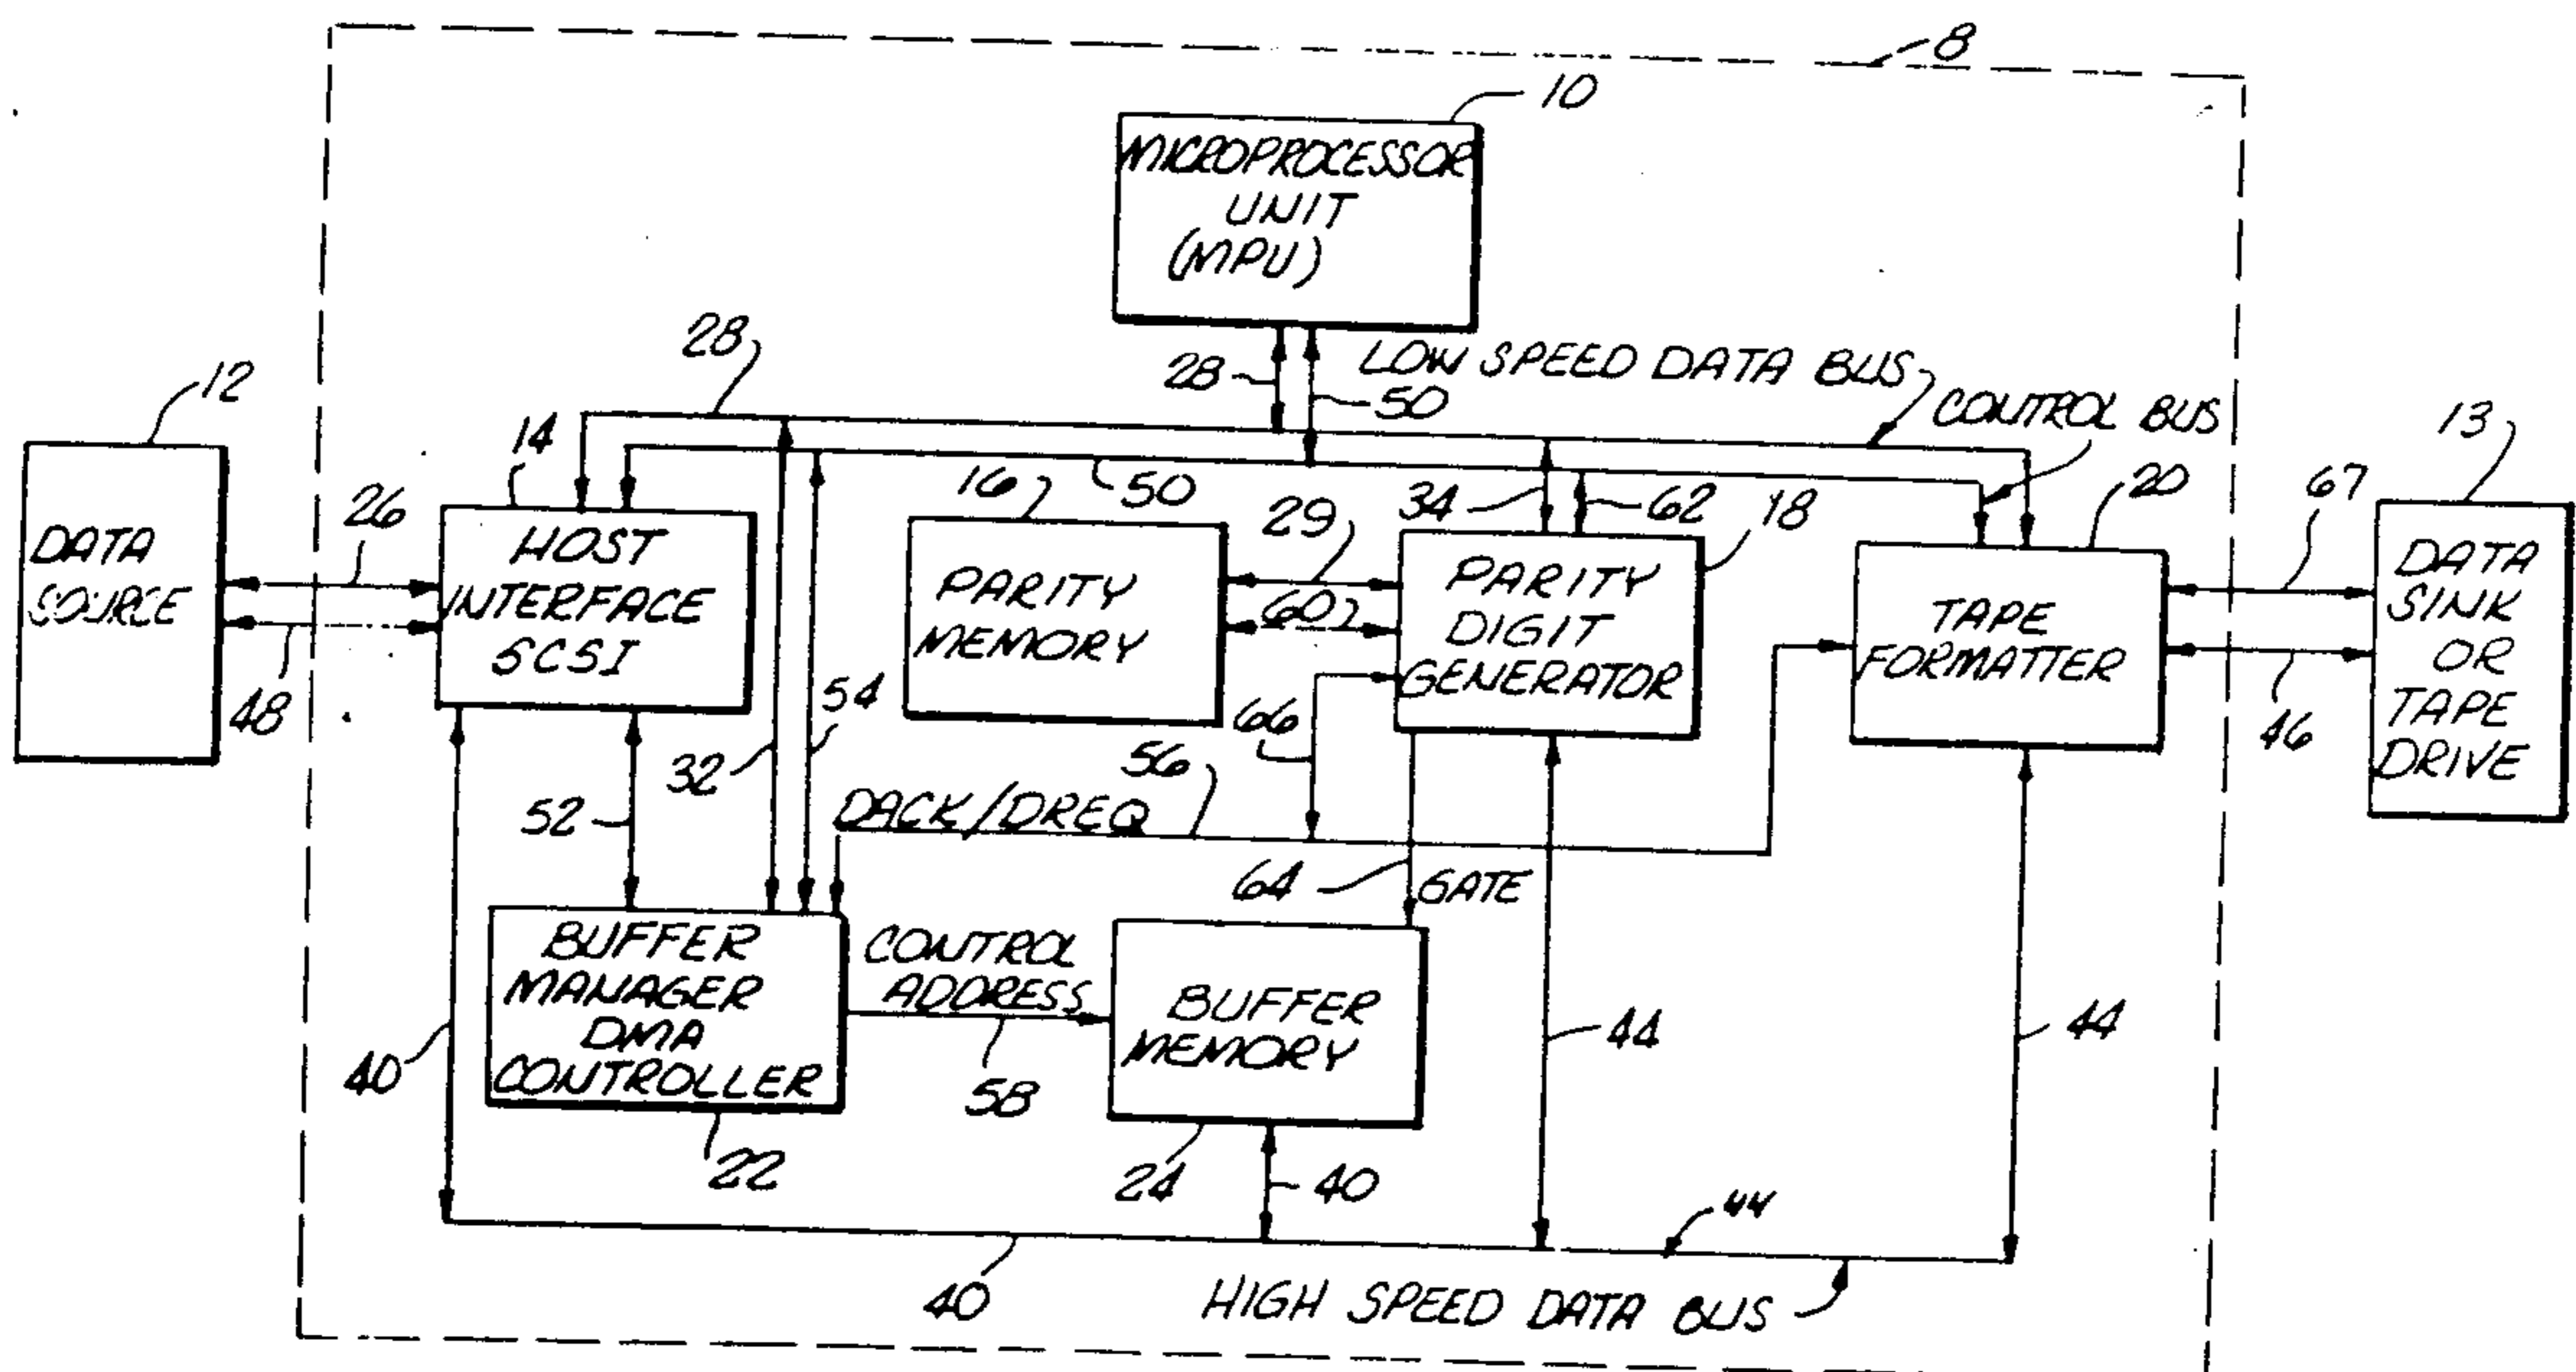 8
10
MICROPROCESSOR
UNIT
(MPU)
28
28
LOW SPEED DATA BUS
50
CONTROL BUS
12
14
13
DATA
SOURCE
26
48
HOST
INTERFACE
SCSI
16
50
PARITY
MEMORY
29
60
34
62
18
PARITY
DIGIT
GENERATOR
20
TAPE
FORMATTER
67
46
DATA
SINK
OR
TAPE
DRIVE
52
32
54
56
66
DACK/DREQ
64
GATE
40
BUFFER
MANAGER
DMA
CONTROLLER
22
CONTROL
ADDRESS
58
BUFFER
MEMORY
24
40
44
44
44
40
HIGH SPEED DATA BUS